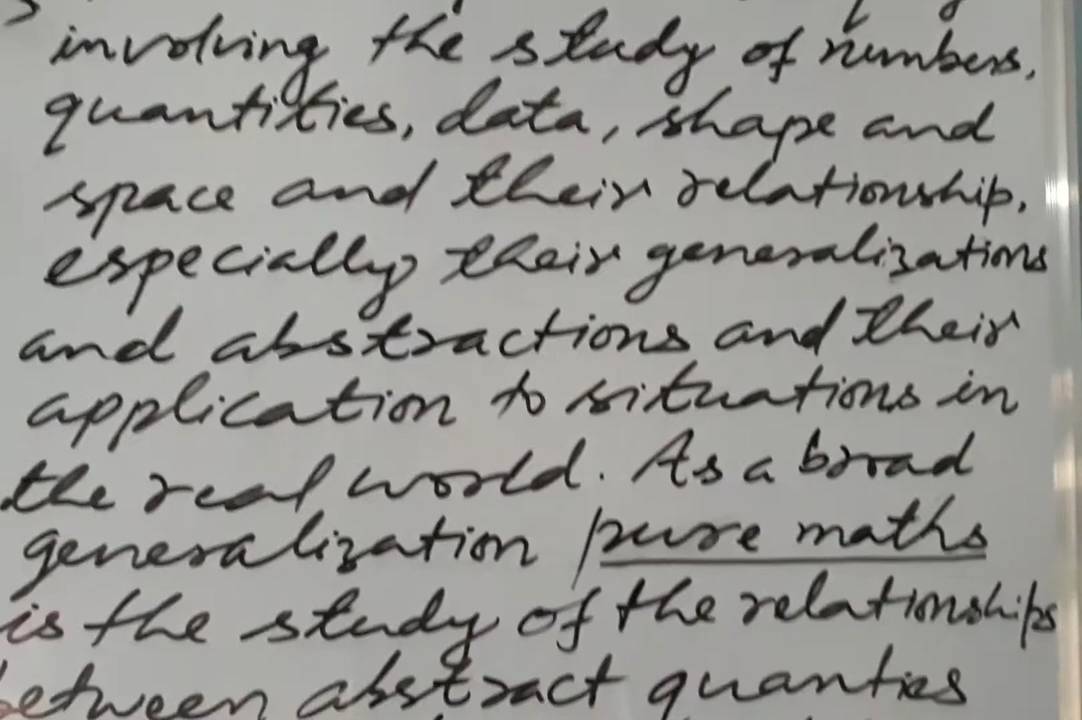 involving the study of numbers,
quantities, data, shape and
space and their relationship,
especially their generalizations
and abstractions and their
application to situations in
the real world. As a broad
generalization pure maths
is the study of the relationships
between abstract quanties